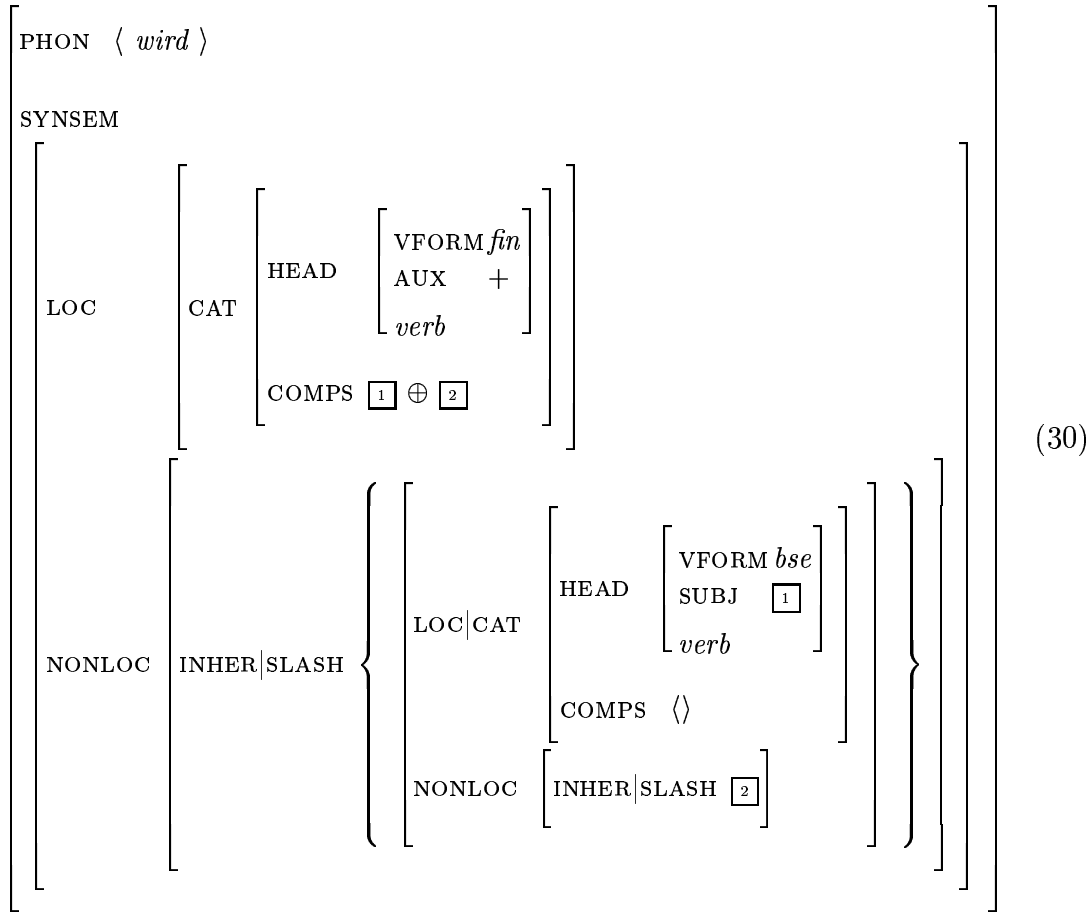 PHON ⟨ wird ⟩
SYNSEM
VFORM fin
HEAD AUX +
LOC CAT verb
COMPS 1 ⊕ 2
(30)
VFORM bse
HEAD SUBJ 1
LOC|CAT verb
NONLOC INHER|SLASH { }
COMPS ⟨⟩
NONLOC [INHER|SLASH 2]